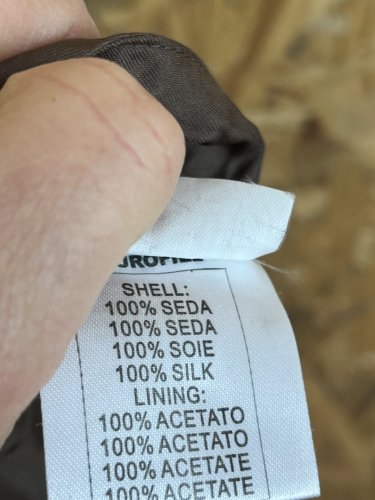 SHELL:
100% SEDA
100% SEDA
100% SOIE
100% SILK
LINING:
100% ACETATO
100% ACETATO
100% ACETATE
100% ACETATE